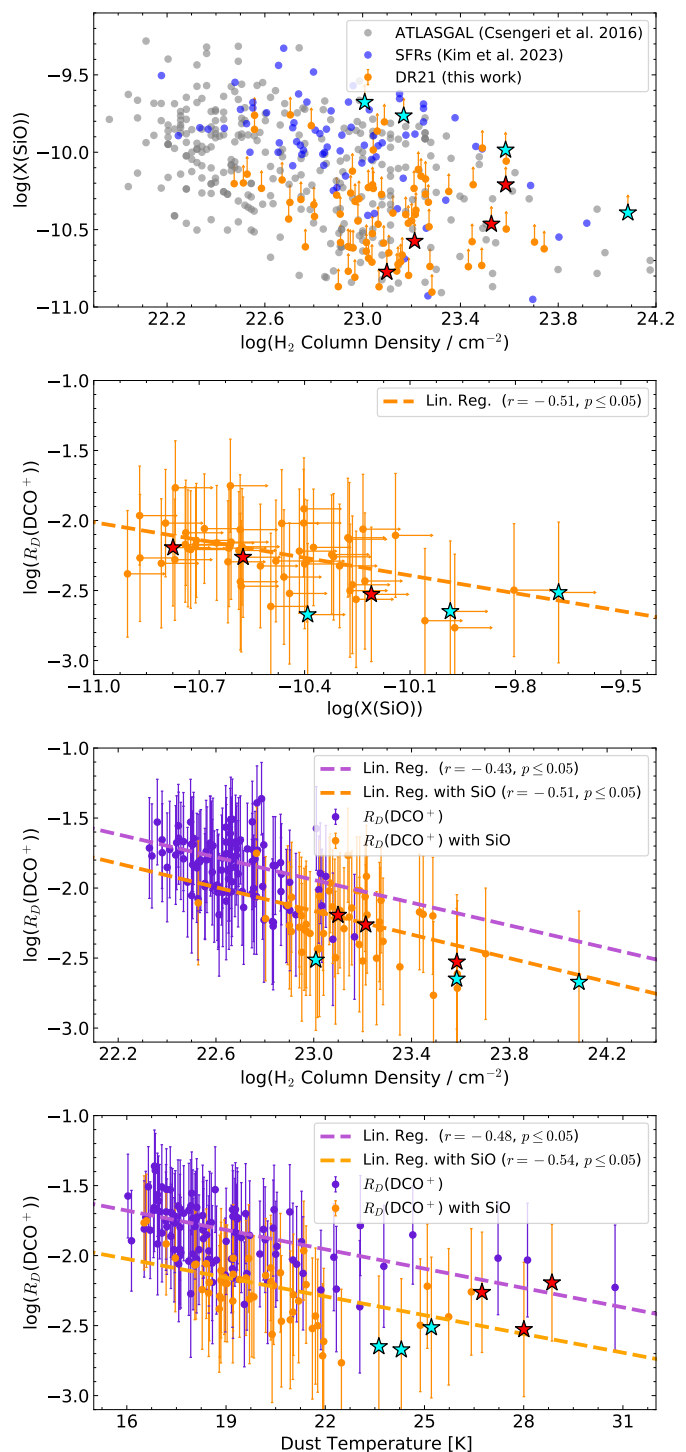 ATLASGAL (Csengeri et al. 2016)
SFRs (Kim et al. 2023)
DR21 (this work)
−9.5
−10.0
−10.5
−11.0
log(X(SiO))
22.2 22.6 23.0 23.4 23.8 24.2
log(H₂ Column Density / cm⁻²)
Lin. Reg. (r = −0.51, p ≤ 0.05)
−1.0
−1.5
−2.0
−2.5
−3.0
log(R_D(DCO⁺))
−11.0 −10.7 −10.4 −10.1 −9.8 −9.5
log(X(SiO))
Lin. Reg. (r = −0.43, p ≤ 0.05)
Lin. Reg. with SiO (r = −0.51, p ≤ 0.05)
R_D(DCO⁺)
R_D(DCO⁺) with SiO
−1.0
−1.5
−2.0
−2.5
−3.0
log(R_D(DCO⁺))
22.2 22.6 23.0 23.4 23.8 24.2
log(H₂ Column Density / cm⁻²)
Lin. Reg. (r = −0.48, p ≤ 0.05)
Lin. Reg. with SiO (r = −0.54, p ≤ 0.05)
R_D(DCO⁺)
R_D(DCO⁺) with SiO
−1.0
−1.5
−2.0
−2.5
−3.0
log(R_D(DCO⁺))
16 19 22 25 28 31
Dust Temperature [K]